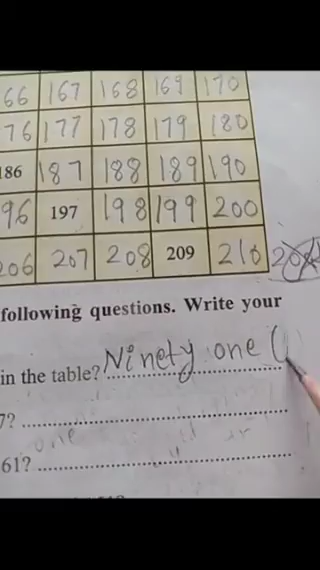 66 167 168 169 170
76 177 178 179 180
186 187 188 189 190
96 197 198 199 200
206 207 208 209 210
following questions. Write your
in the table? Ninety one (
7?
one
61?